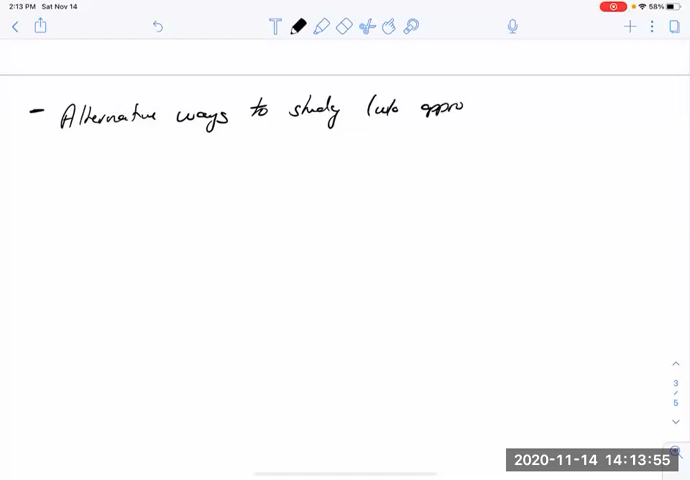 2:13 PM Sat Nov 14
58%
- Alternative ways to study (w/o appro
3
/
5
2020-11-14 14:13:55